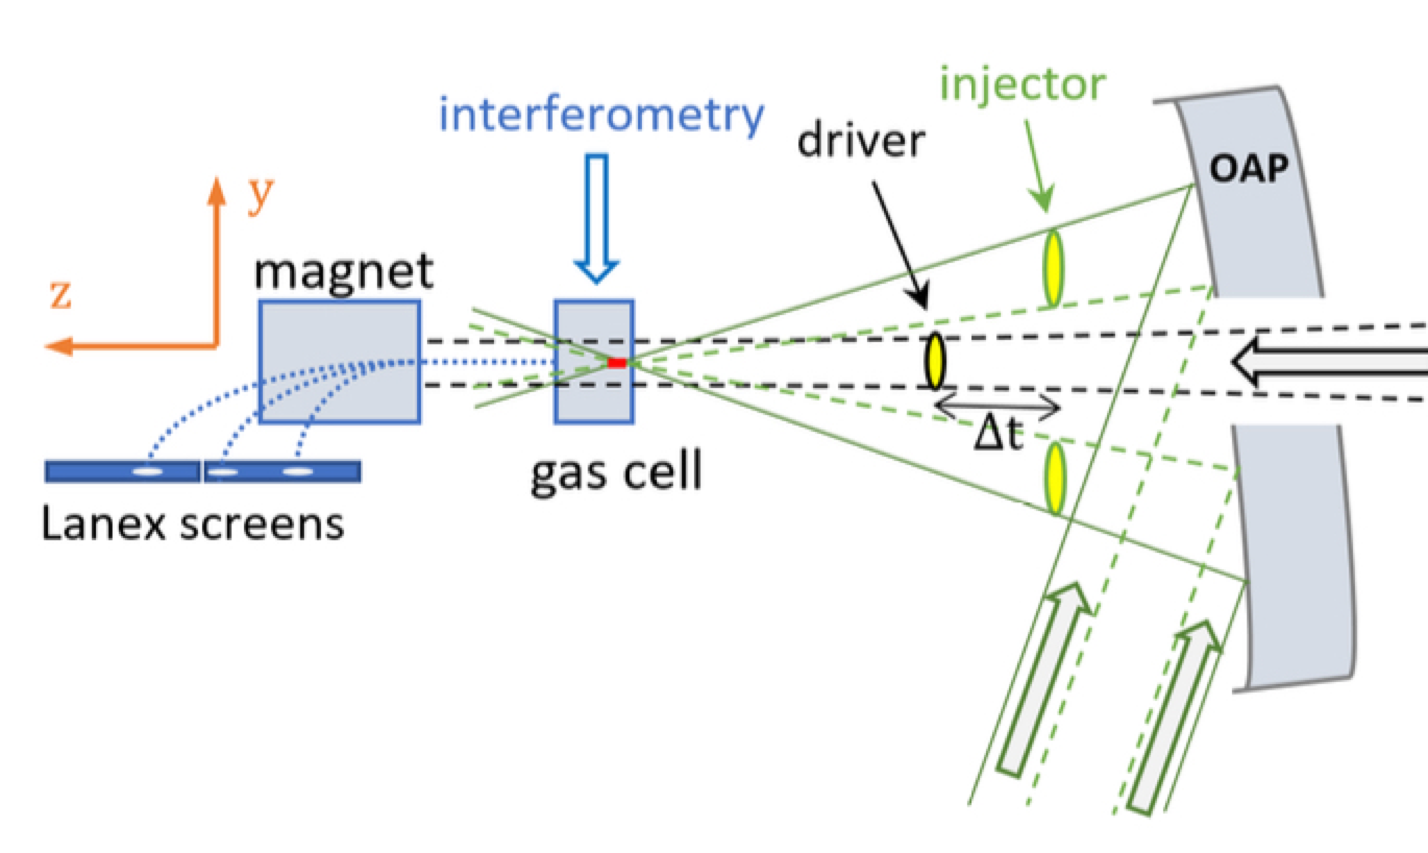 injector
interferometry
driver
OAP
y
magnet
z
Δt
gas cell
Lanex screens